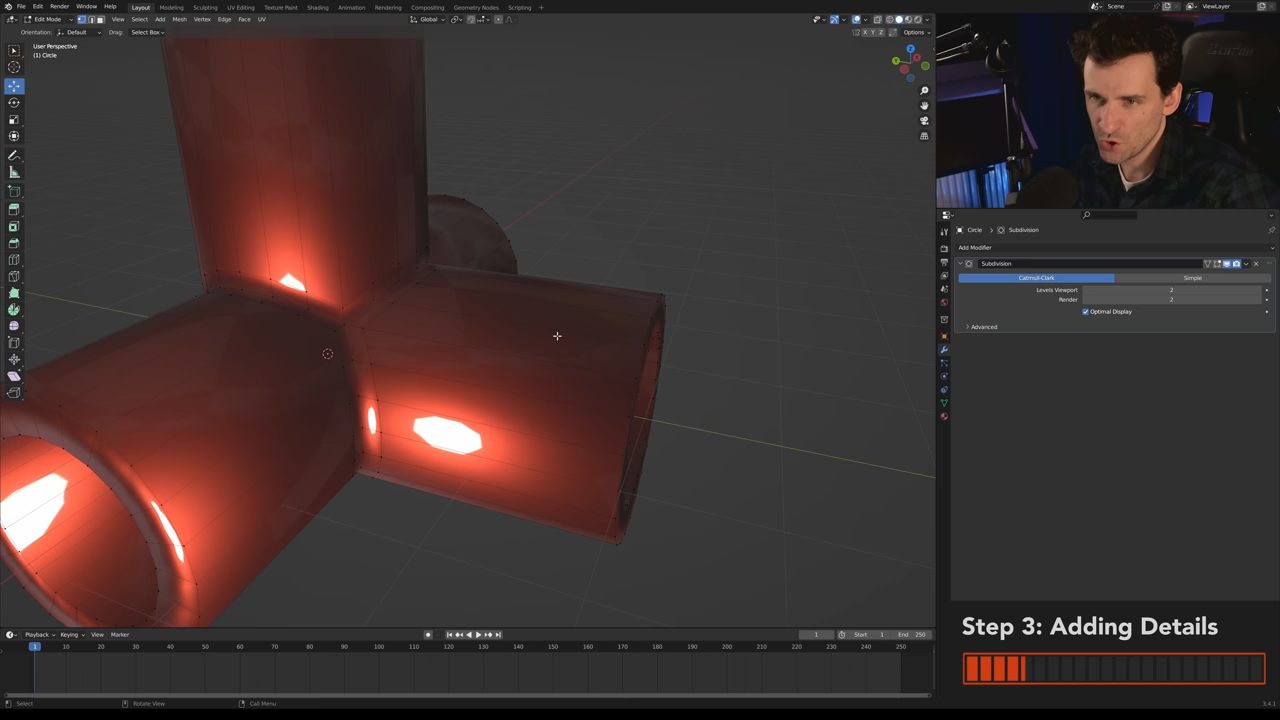 File Edit Render Window Help Layout Modeling Sculpting UV Editing Texture Paint Shading Animation Compositing Geometry Nodes Scripting +
Scene ViewLayer
Edit Mode View Select Add Mesh Vertex Edge Face UV Global
Orientation: Default Drag: Select Box X Y Z Options
User Perspective
(1) Circle
Z
Y
Circle > Subdivision
Add Modifier
Subdivision
Catmull-Clark Simple
Levels Viewport 2
Render 2
Optimal Display
Advanced
Step 3: Adding Details
Playback Keying View Marker 1 Start 1 End 250
1 10 20 30 40 50 60 70 80 90 100 110 120 130 140 150 160 170 180 190 200 210 220 230 240 250
Select Rotate View Call Menu 3.4.1